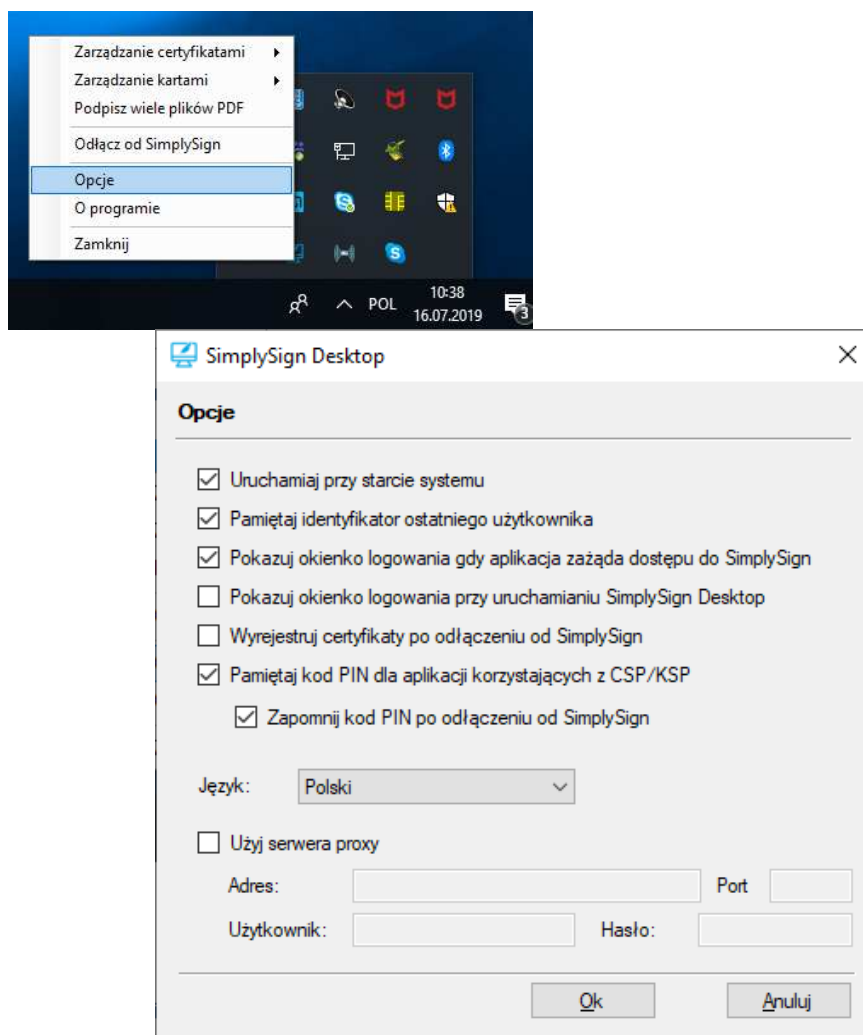 Zarządzanie certyfikatami
Zarządzanie kartami
Podpisz wiele plików PDF
Odłącz od SimplySign
Opcje
O programie
Zamknij
POL
10:38
16.07.2019
3
SimplySign Desktop
Opcje
Uruchamiaj przy starcie systemu
Pamiętaj identyfikator ostatniego użytkownika
Pokazuj okienko logowania gdy aplikacja zażąda dostępu do SimplySign
Pokazuj okienko logowania przy uruchamianiu SimplySign Desktop
Wyrejestruj certyfikaty po odłączeniu od SimplySign
Pamiętaj kod PIN dla aplikacji korzystających z CSP/KSP
Zapomnij kod PIN po odłączeniu od SimplySign
Język: Polski
Użyj serwera proxy
Adres: Port
Użytkownik: Hasło:
Ok Anuluj